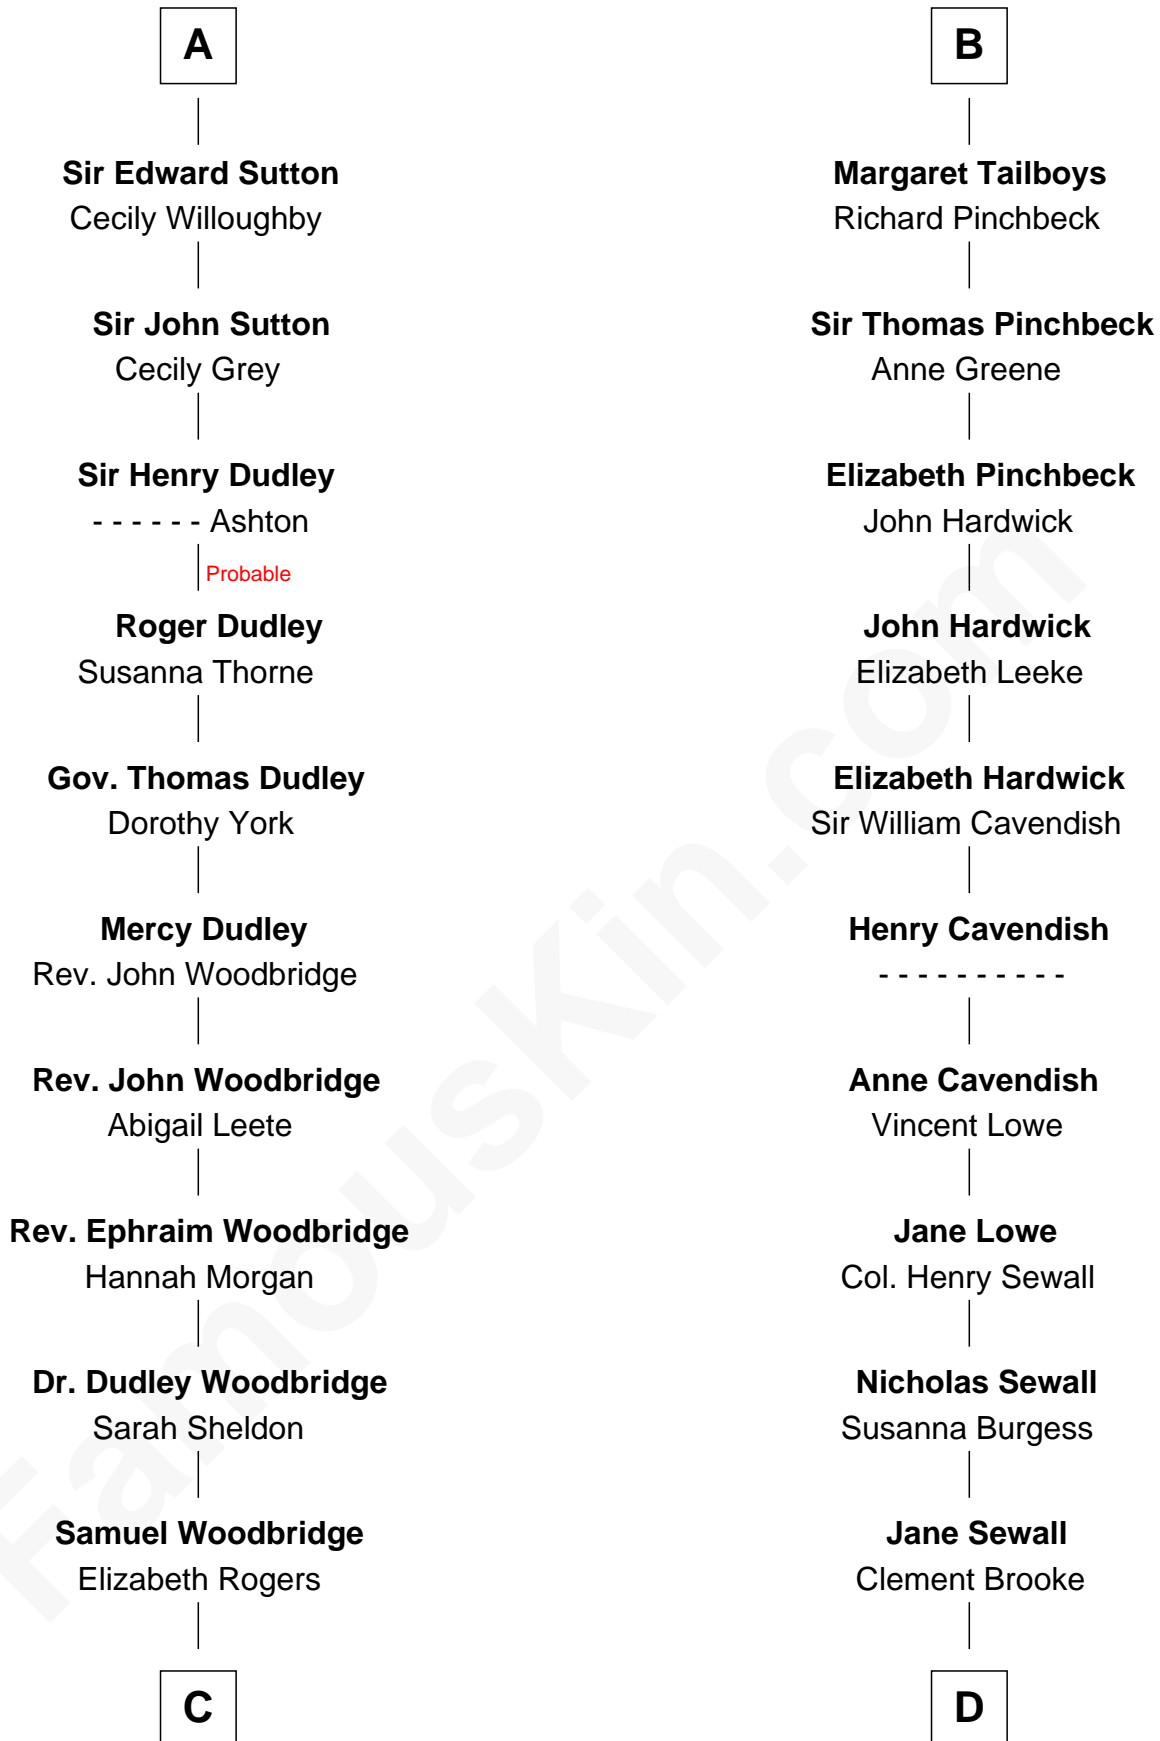 A
Sir Edward Sutton
Cecily Willoughby
Sir John Sutton
Cecily Grey
Sir Henry Dudley
- - - - - - Ashton
Probable
Roger Dudley
Susanna Thorne
Gov. Thomas Dudley
Dorothy York
Mercy Dudley
Rev. John Woodbridge
Rev. John Woodbridge
Abigail Leete
Rev. Ephraim Woodbridge
Hannah Morgan
Dr. Dudley Woodbridge
Sarah Sheldon
Samuel Woodbridge
Elizabeth Rogers
C
B
Margaret Tailboys
Richard Pinchbeck
Sir Thomas Pinchbeck
Anne Greene
Elizabeth Pinchbeck
John Hardwick
John Hardwick
Elizabeth Leeke
Elizabeth Hardwick
Sir William Cavendish
Henry Cavendish
- - - - - - - - - -
Anne Cavendish
Vincent Lowe
Jane Lowe
Col. Henry Sewall
Nicholas Sewall
Susanna Burgess
Jane Sewall
Clement Brooke
D
FamousKin.com